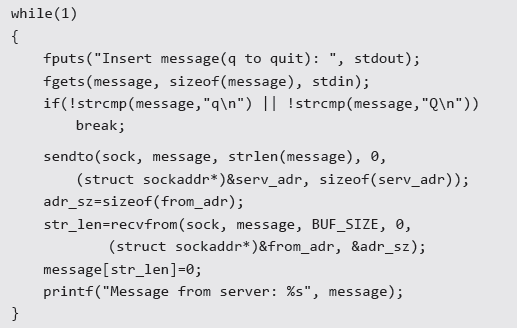 while(1)
{
    fputs("Insert message(q to quit): ", stdout);
    fgets(message, sizeof(message), stdin);
    if(!strcmp(message,"q\n") || !strcmp(message,"Q\n"))
        break;
    sendto(sock, message, strlen(message), 0,
        (struct sockaddr*)&serv_adr, sizeof(serv_adr));
    adr_sz=sizeof(from_adr);
    str_len=recvfrom(sock, message, BUF_SIZE, 0,
            (struct sockaddr*)&from_adr, &adr_sz);
    message[str_len]=0;
    printf("Message from server: %s", message);
}